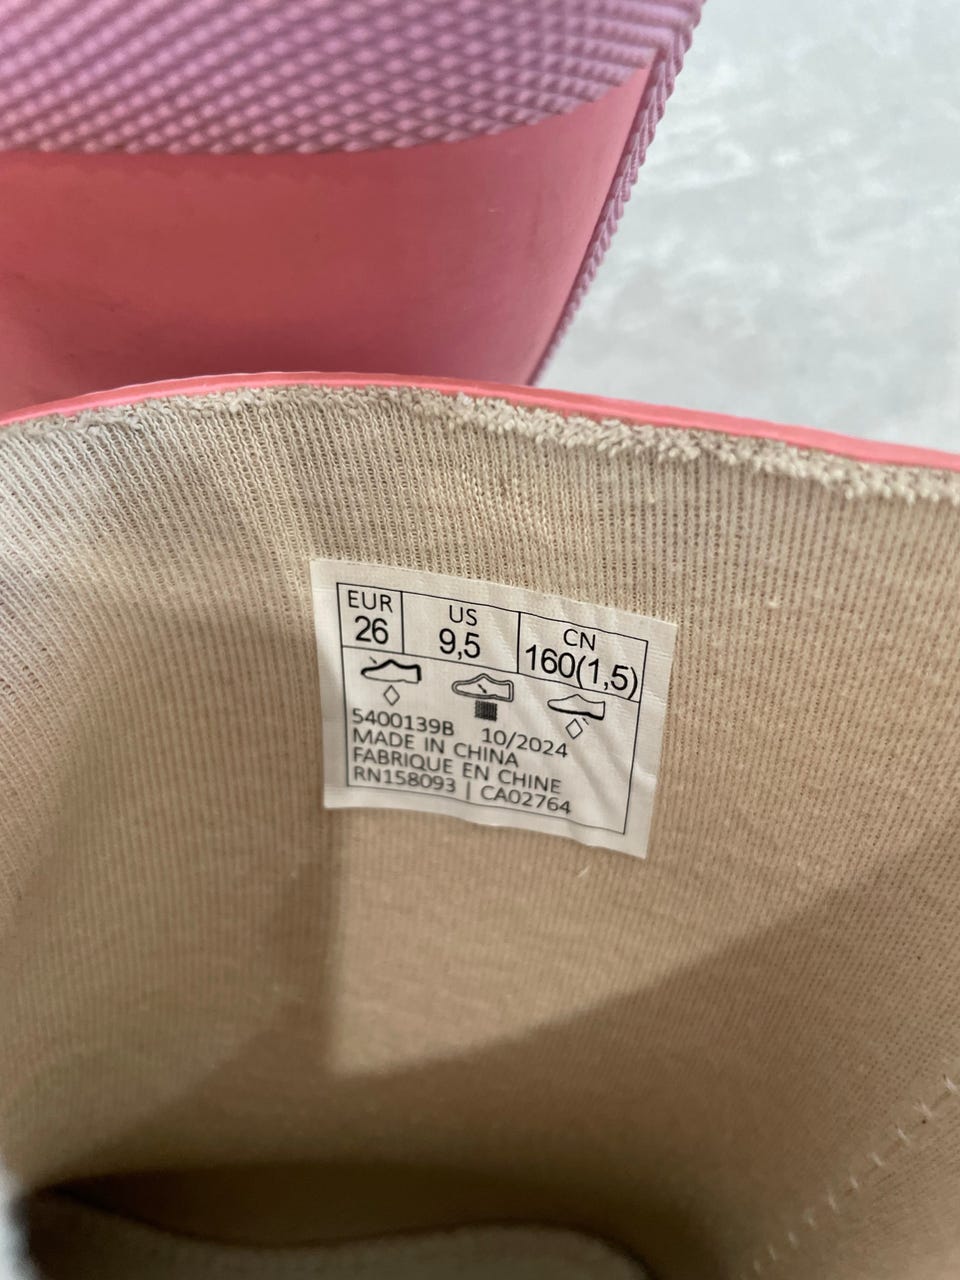 EUR US CN
26 9,5 160(1,5)
5400139B 10/2024
MADE IN CHINA
FABRIQUE EN CHINE
RN158093 | CA02764